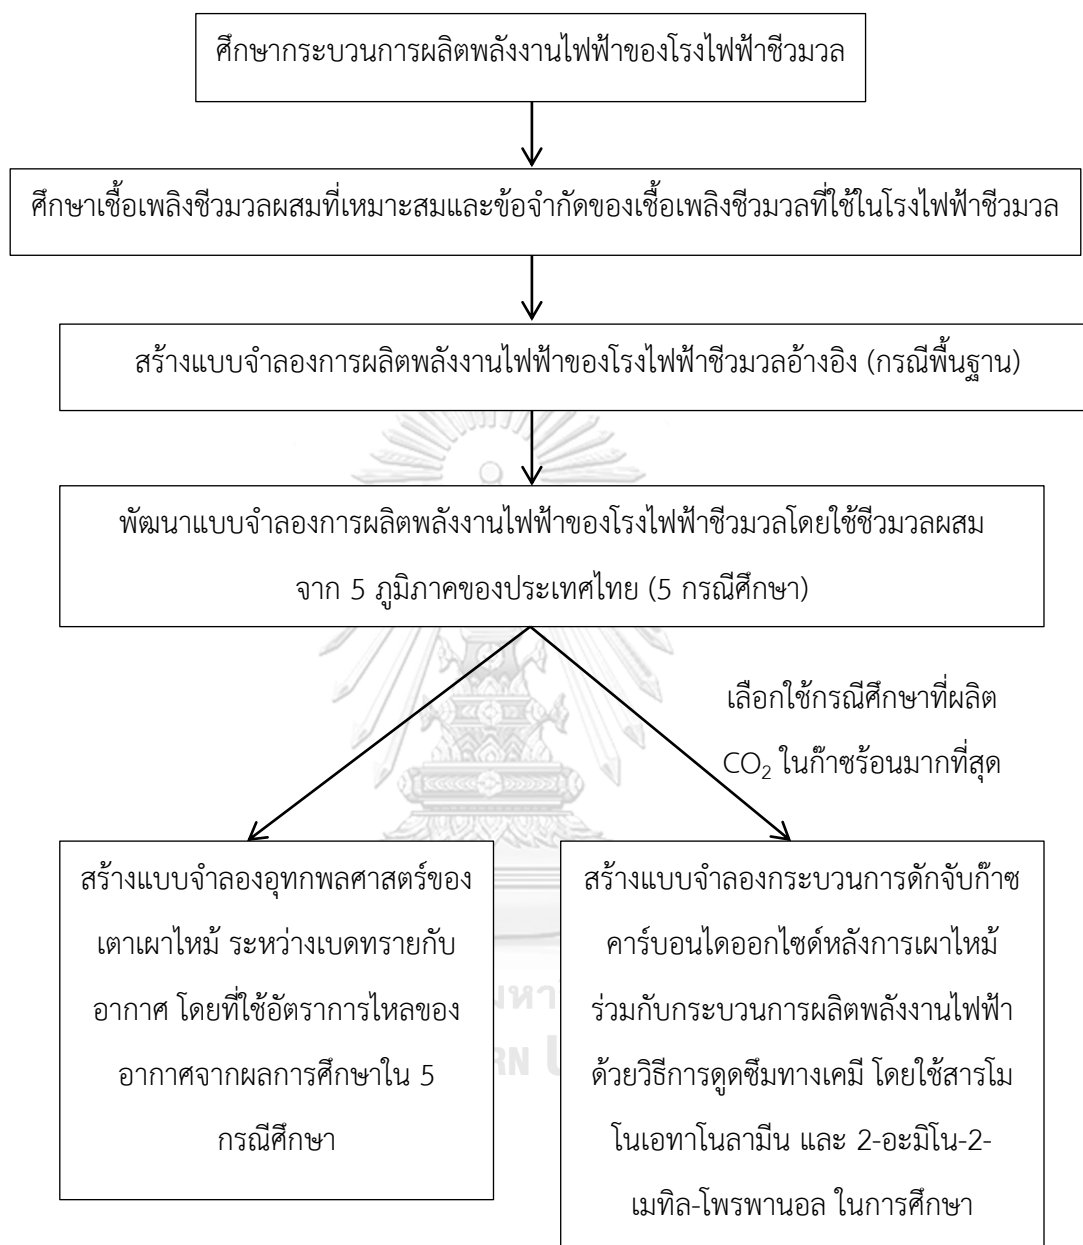 ศึกษากระบวนการผลิตพลังงานไฟฟ้าของโรงไฟฟ้าชีวมวล
ศึกษาเชื้อเพลิงชีวมวลผสมที่เหมาะสมและข้อจำกัดของเชื้อเพลิงชีวมวลที่ใช้ในโรงไฟฟ้าชีวมวล
สร้างแบบจำลองการผลิตพลังงานไฟฟ้าของโรงไฟฟ้าชีวมวลอ้างอิง (กรณีพื้นฐาน)
พัฒนาแบบจำลองการผลิตพลังงานไฟฟ้าของโรงไฟฟ้าชีวมวลโดยใช้ชีวมวลผสม
จาก 5 ภูมิภาคของประเทศไทย (5 กรณีศึกษา)
เลือกใช้กรณีศึกษาที่ผลิต
CO₂ ในก๊าซร้อนมากที่สุด
สร้างแบบจำลองอุทกพลศาสตร์ของ
เตาเผาไหม้ ระหว่างเบดทรายกับ
อากาศ โดยที่ใช้อัตราการไหลของ
อากาศจากผลการศึกษาใน 5
กรณีศึกษา
สร้างแบบจำลองกระบวนการดักจับก๊าซ
คาร์บอนไดออกไซด์หลังการเผาไหม้
ร่วมกับกระบวนการผลิตพลังงานไฟฟ้า
ด้วยวิธีการดูดซึมทางเคมี โดยใช้สารโม
โนเอทาโนลามีน และ 2-อะมิโน-2-
เมทิล-โพรพานอล ในการศึกษา